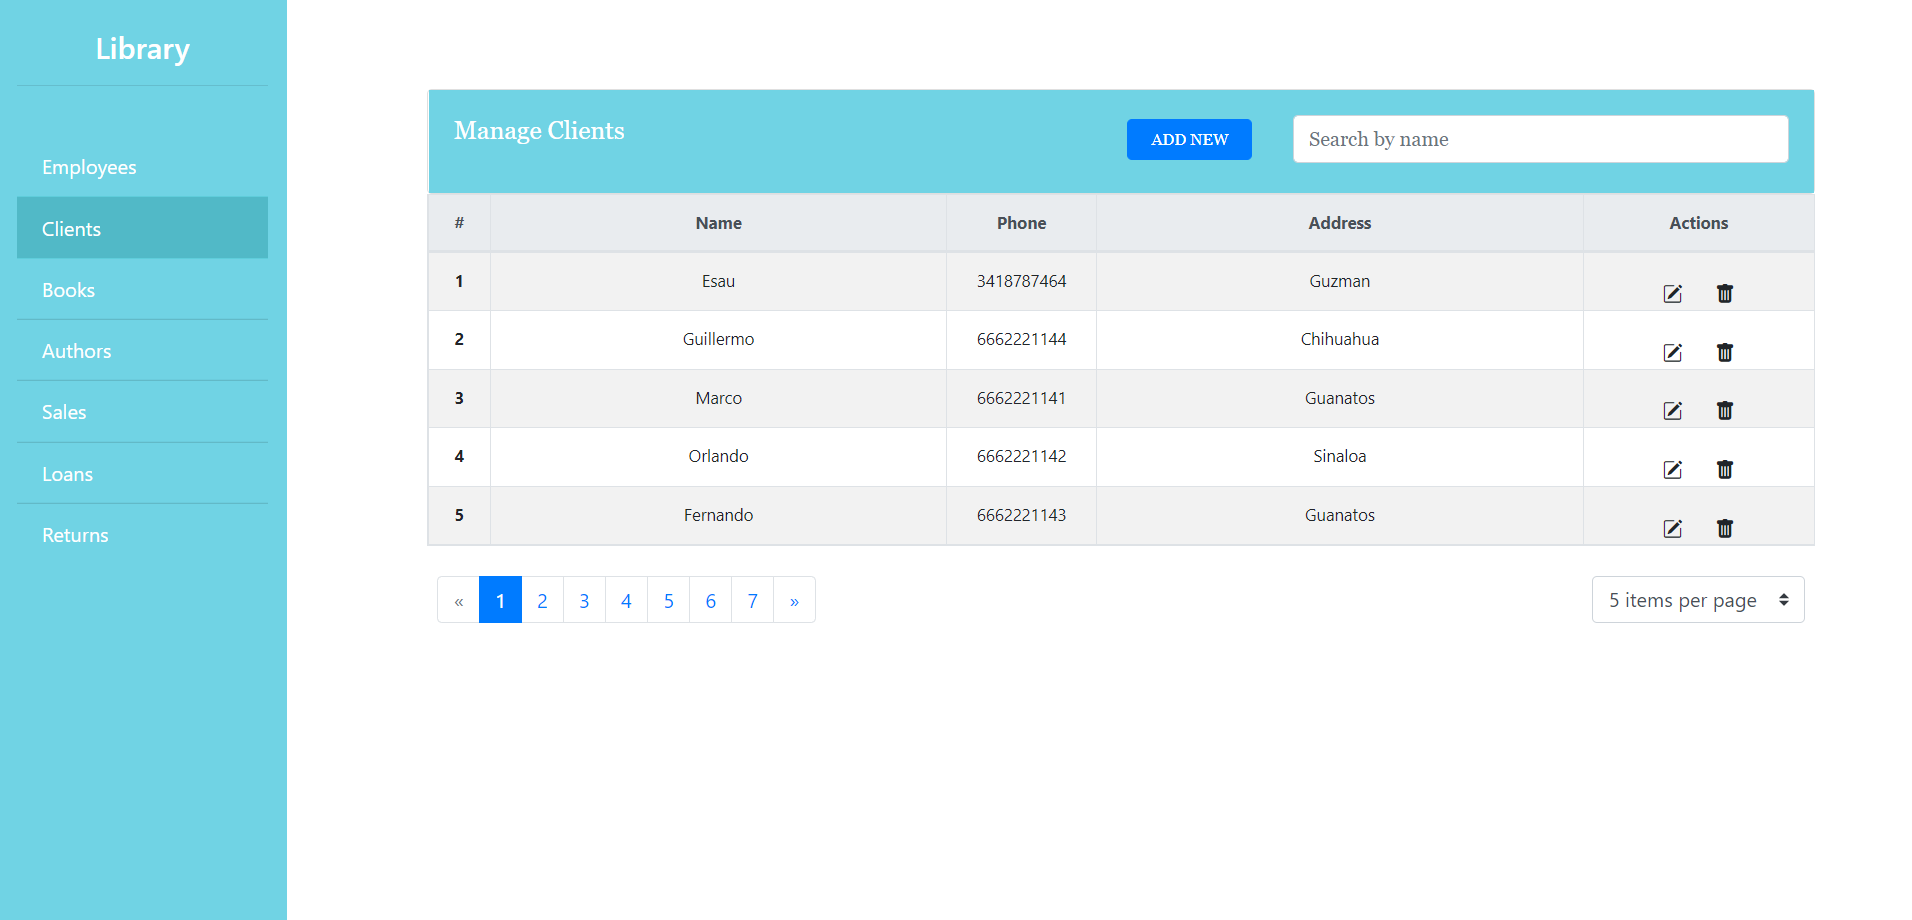 Library
Employees
Clients
Books
Authors
Sales
Loans
Returns
Manage Clients ADD NEW Search by name
# Name Phone Address Actions
1 Esau 3418787464 Guzman
2 Guillermo 6662221144 Chihuahua
3 Marco 6662221141 Guanatos
4 Orlando 6662221142 Sinaloa
5 Fernando 6662221143 Guanatos
« 1 2 3 4 5 6 7 » 5 items per page